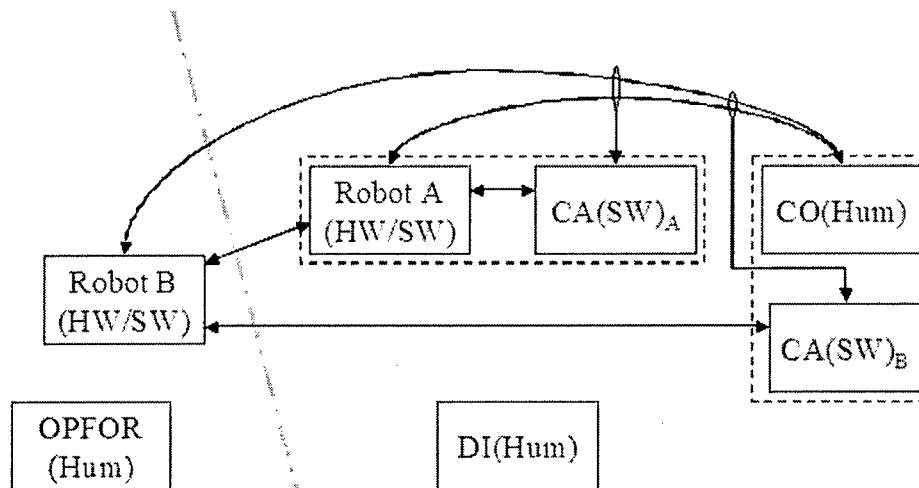 Robot A
(HW/SW)
CA(SW)A
CO(Hum)
Robot B
(HW/SW)
CA(SW)B
OPFOR
(Hum)
DI(Hum)